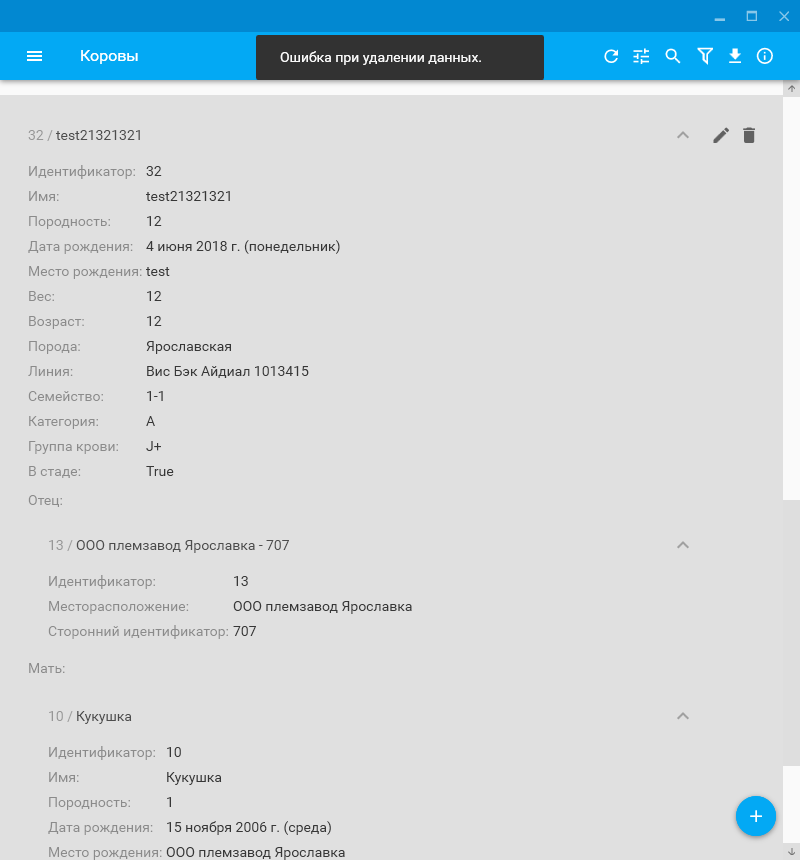 Коровы
Ошибка при удалении данных.
32 / test21321321
Идентификатор: 32
Имя: test21321321
Породность: 12
Дата рождения: 4 июня 2018 г. (понедельник)
Место рождения: test
Вес: 12
Возраст: 12
Порода: Ярославская
Линия: Вис Бэк Айдиал 1013415
Семейство: 1-1
Категория: А
Группа крови: J+
В стаде: True
Отец:
13 / ООО племзавод Ярославка - 707
Идентификатор: 13
Месторасположение: ООО племзавод Ярославка
Сторонний идентификатор: 707
Мать:
10 / Кукушка
Идентификатор: 10
Имя: Кукушка
Породность: 1
Дата рождения: 15 ноября 2006 г. (среда)
Место рождения: ООО племзавод Ярославка